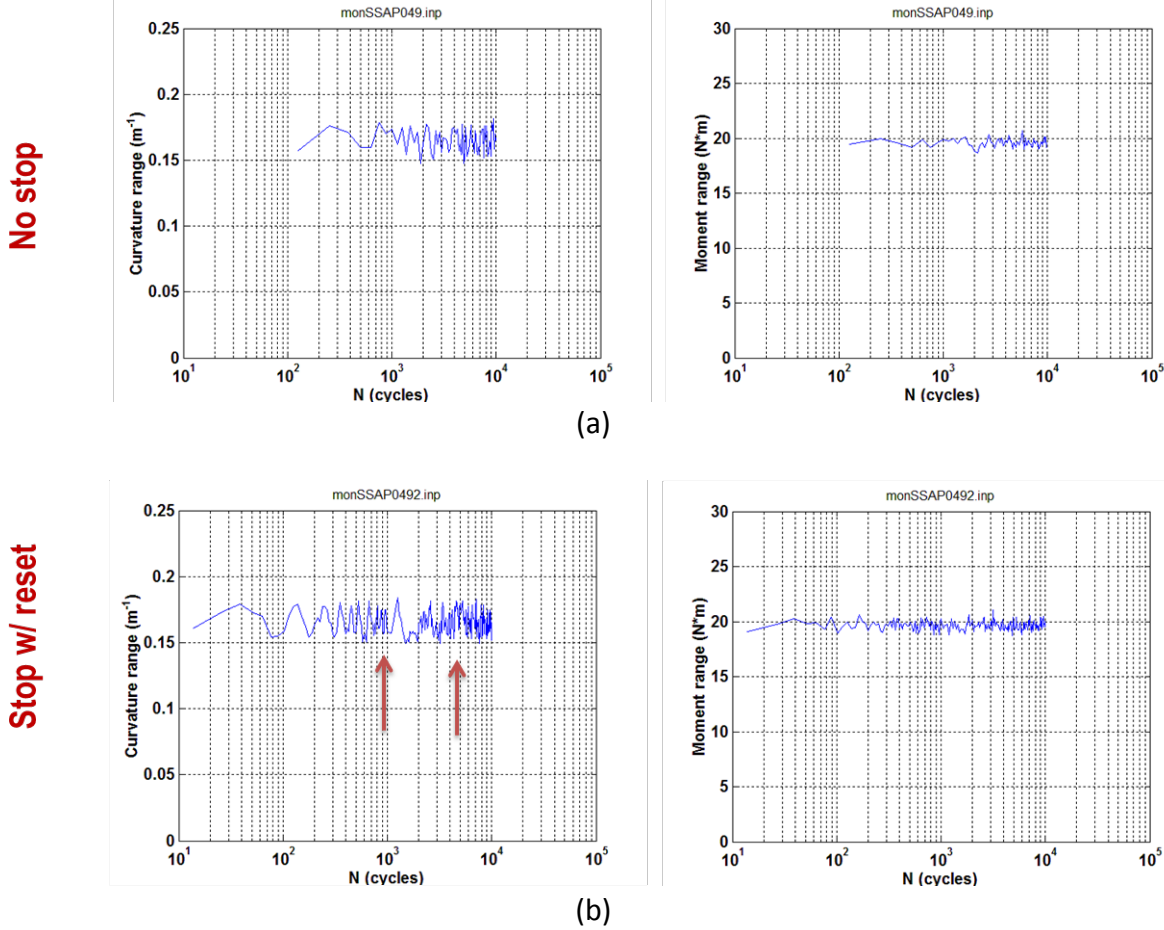 No stop
monSSAP049.inp
0.25
0.2
0.15
0.1
0.05
0
Curvature range (m⁻¹)
10¹ 10² 10³ 10⁴ 10⁵
N (cycles)
monSSAP049.inp
30
25
20
15
10
5
0
Moment range (N*m)
10¹ 10² 10³ 10⁴ 10⁵
N (cycles)
(a)
Stop w/ reset
monSSAP0492.inp
0.25
0.2
0.15
0.1
0.05
0
Curvature range (m⁻¹)
10¹ 10² 10³ 10⁴ 10⁵
N (cycles)
monSSAP0492.inp
30
25
20
15
10
5
0
Moment range (N*m)
10¹ 10² 10³ 10⁴ 10⁵
N (cycles)
(b)